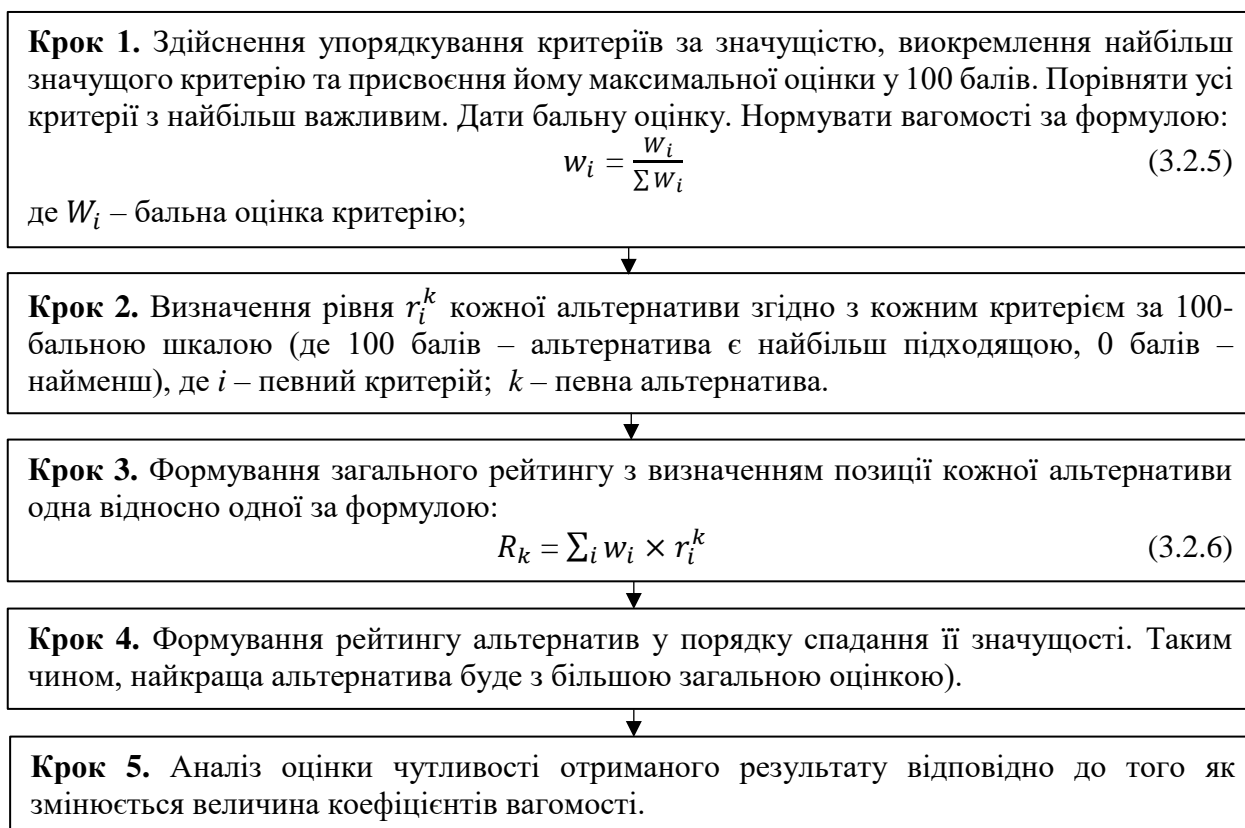 Крок 1. Здійснення упорядкування критеріїв за значущістю, виокремлення найбільш
значущого критерію та присвоєння йому максимальної оцінки у 100 балів. Порівняти усі
критерії з найбільш важливим. Дати бальну оцінку. Нормувати вагомості за формулою:
$w_i = \frac{W_i}{\sum W_i}$ (3.2.5)
де $W_i$ – бальна оцінка критерію;
Крок 2. Визначення рівня $r_i^k$ кожної альтернативи згідно з кожним критерієм за 100-
бальною шкалою (де 100 балів – альтернатива є найбільш підходящою, 0 балів –
найменш), де i – певний критерій; k – певна альтернатива.
Крок 3. Формування загального рейтингу з визначенням позиції кожної альтернативи
одна відносно одної за формулою:
$R_k = \sum_i w_i \times r_i^k$ (3.2.6)
Крок 4. Формування рейтингу альтернатив у порядку спадання її значущості. Таким
чином, найкраща альтернатива буде з більшою загальною оцінкою).
Крок 5. Аналіз оцінки чутливості отриманого результату відповідно до того як
змінюється величина коефіцієнтів вагомості.